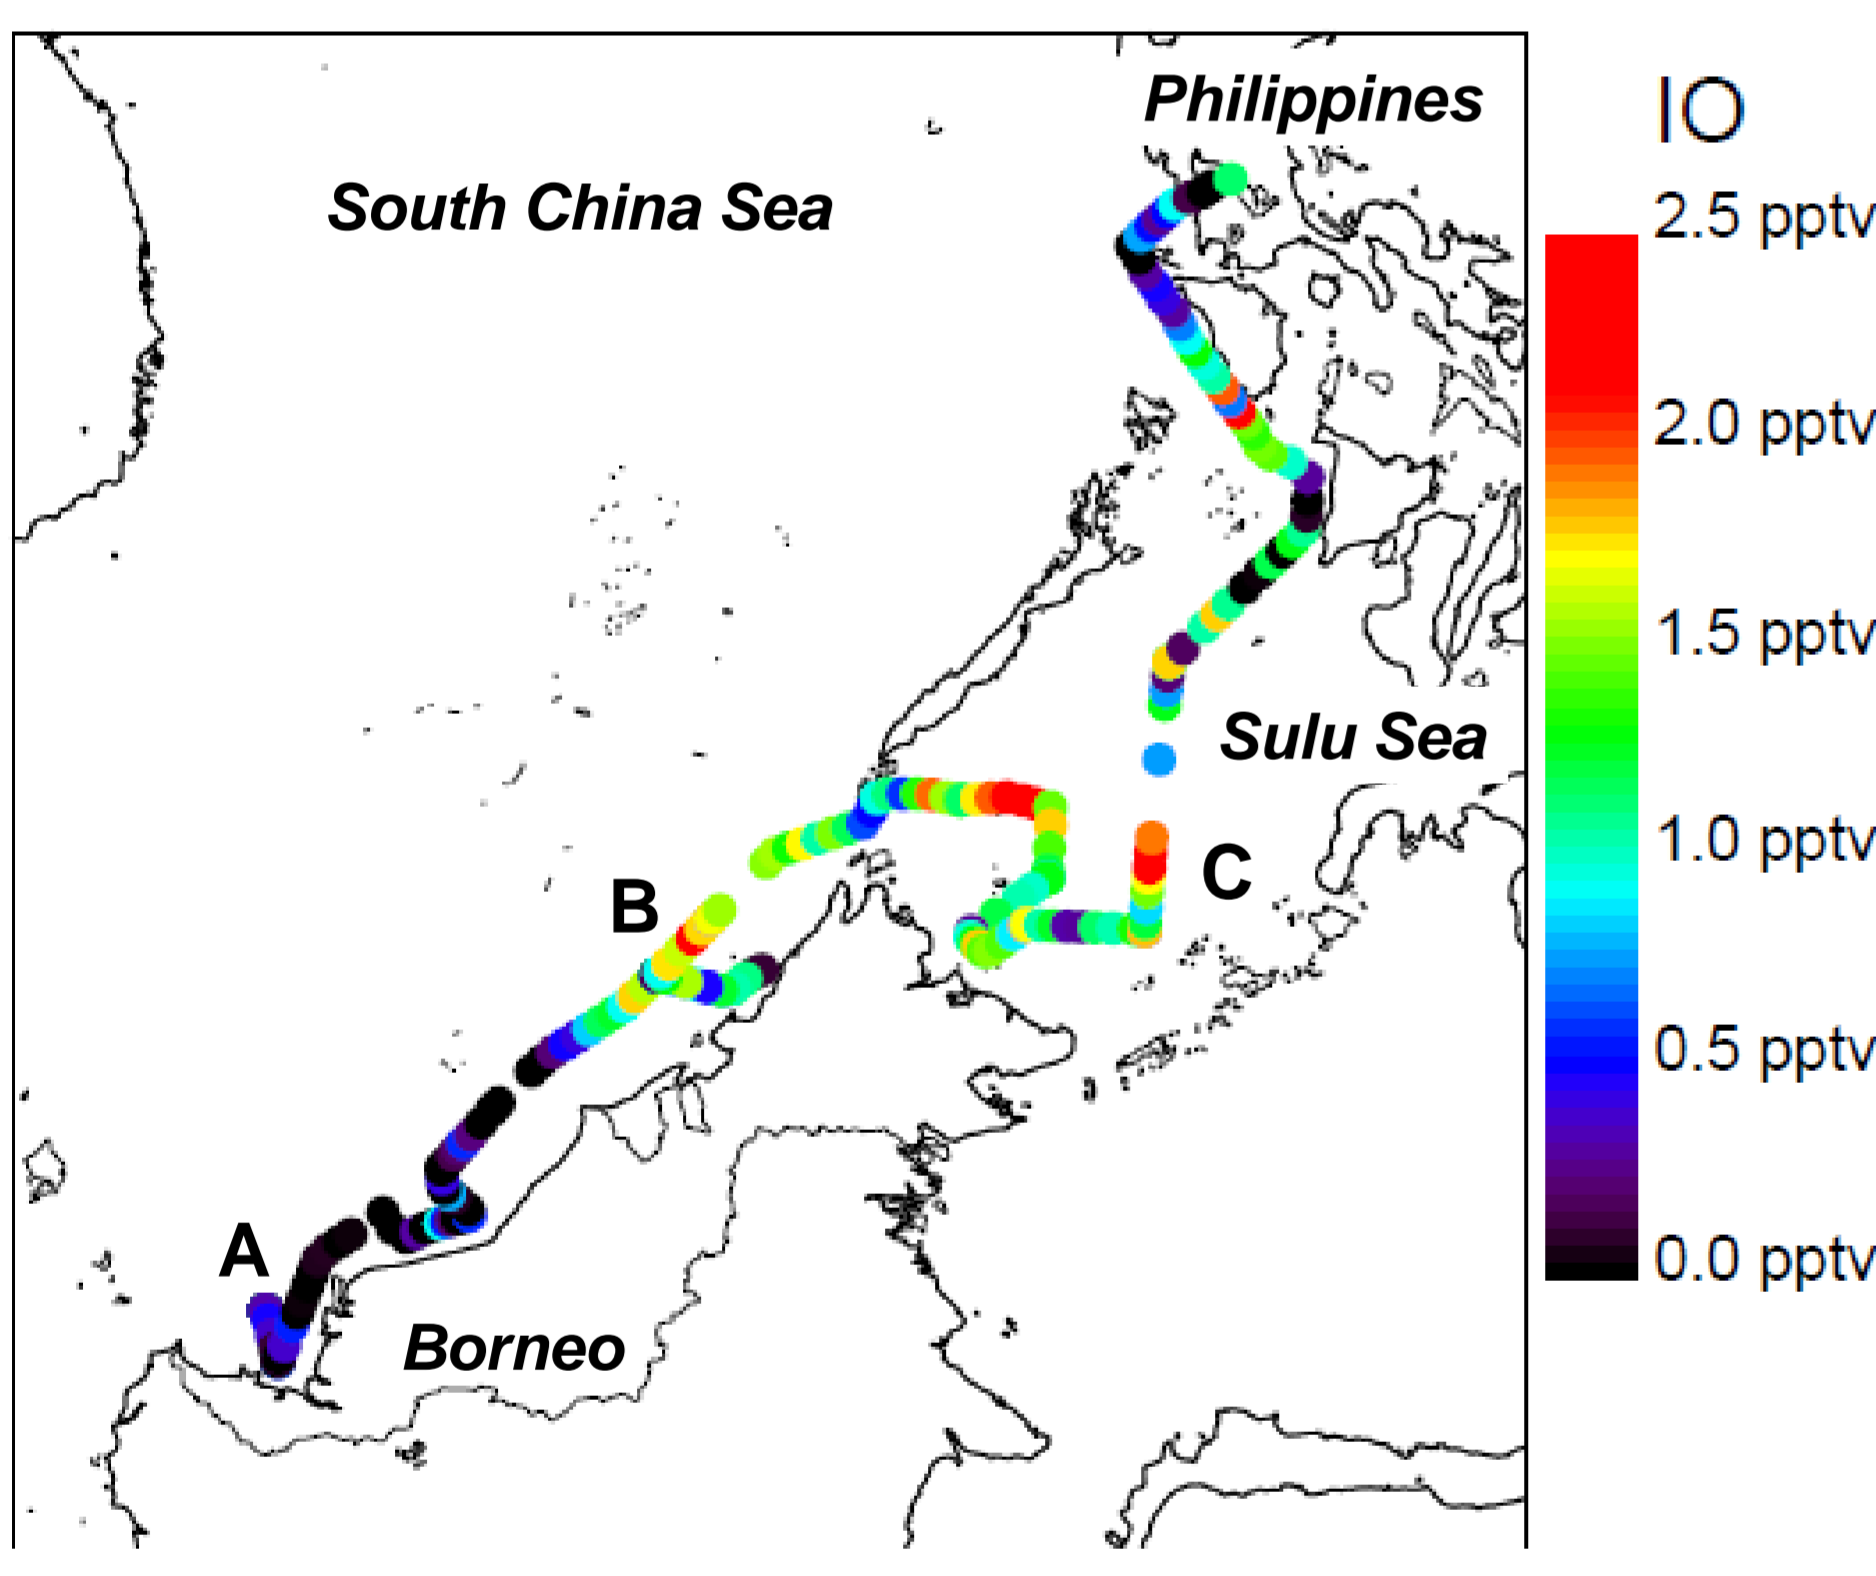 Philippines
South China Sea
Sulu Sea
C
B
A
Borneo
IO
2.5 pptv
2.0 pptv
1.5 pptv
1.0 pptv
0.5 pptv
0.0 pptv